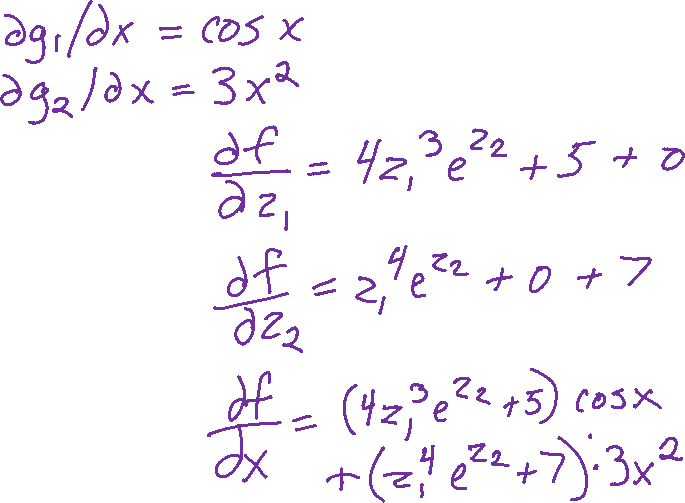 ∂g₁/∂x = cos x
∂g₂/∂x = 3x²
∂f/∂z₁ = 4z₁³e^{z₂} + 5 + 0
∂f/∂z₂ = z₁⁴e^{z₂} + 0 + 7
∂f/∂x = (4z₁³e^{z₂} + 5) cos x
+ (z₁⁴e^{z₂} + 7) · 3x²